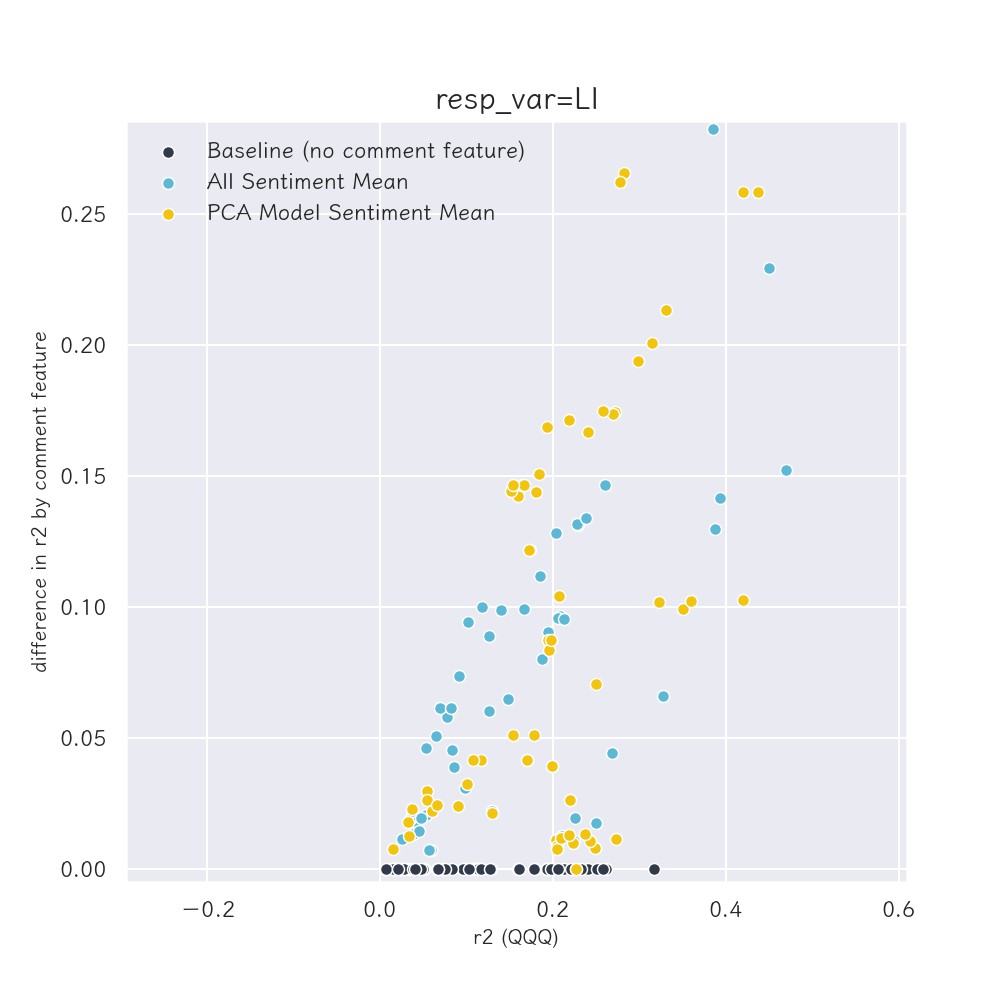 resp_var=LI
Baseline (no comment feature)
All Sentiment Mean
PCA Model Sentiment Mean
difference in r2 by comment feature
0.25
0.20
0.15
0.10
0.05
0.00
−0.2
0.0
0.2
0.4
0.6
r2 (QQQ)